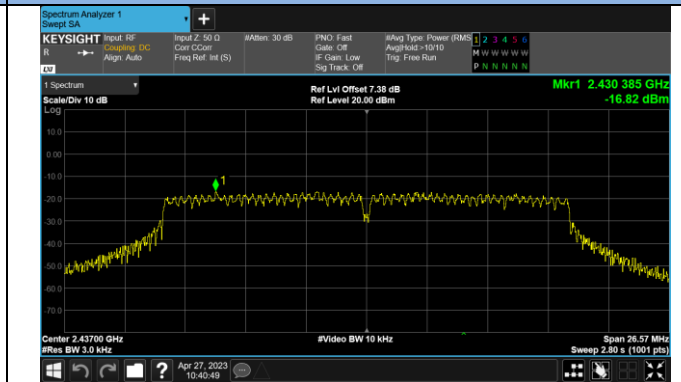 Spectrum Analyzer 1
Swept SA
KEYSIGHT
R
LXI
Input: RF
Coupling: DC
Align: Auto
Input Z: 50 Ω
Corr CCorr
Freq Ref: Int (S)
#Atten: 30 dB
PNO: Fast
Gate: Off
IF Gain: Low
Sig Track: Off
#Avg Type: Power (RMS
Avg|Hold:>10/10
Trig: Free Run
1 2 3 4 5 6
M W W W W W
P N N N N N
1 Spectrum
Scale/Div 10 dB
Log
Ref Lvl Offset 7.38 dB
Ref Level 20.00 dBm
Mkr1 2.430 385 GHz
-16.82 dBm
10.0
0.00
-10.0
-20.0
-30.0
-40.0
-50.0
-60.0
-70.0
1
Center 2.43700 GHz
#Res BW 3.0 kHz
#Video BW 10 kHz
Span 26.57 MHz
Sweep 2.80 s (1001 pts)
?
Apr 27, 2023
10:40:49